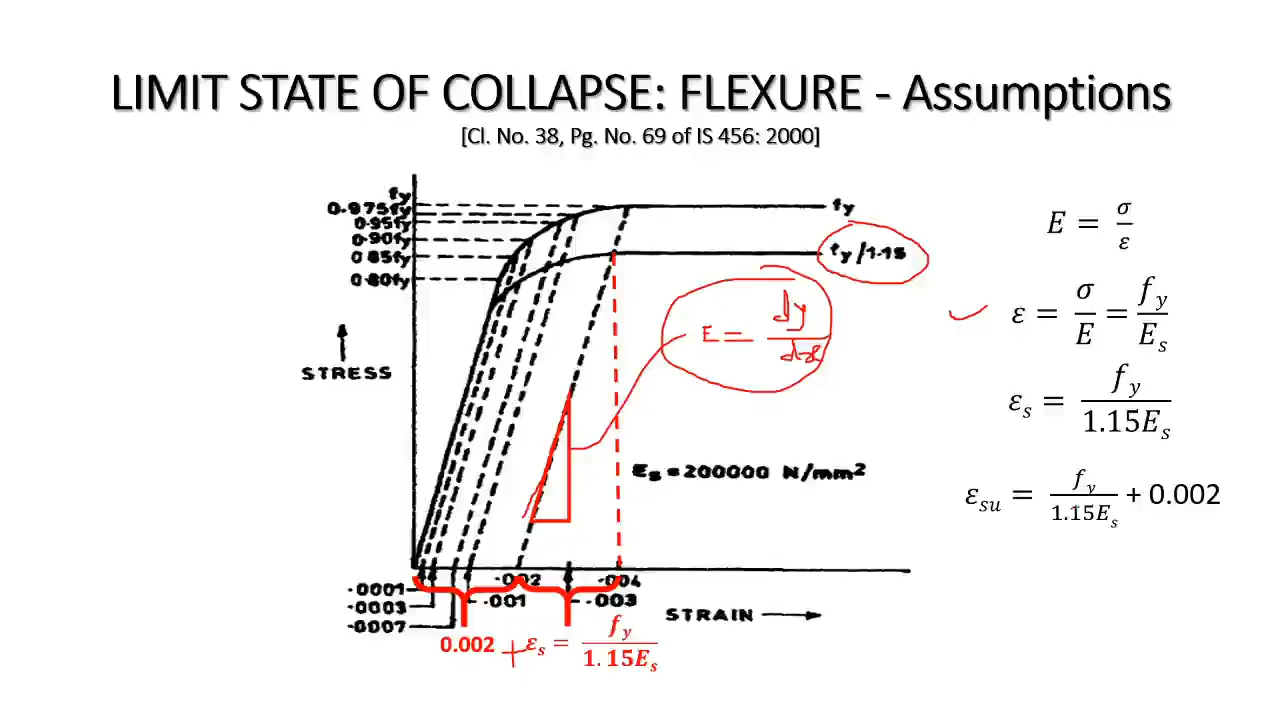 LIMIT STATE OF COLLAPSE: FLEXURE - Assumptions
[Cl. No. 38, Pg. No. 69 of IS 456: 2000]
fy
0.975fy
0.95fy
0.90fy
0.85fy
0.80fy
fy
fy/1.15
STRESS
E = dy/dx
Es = 200000 N/mm²
·0001
·0003
·0007
·002
·001
·004
·003
STRAIN
0.002 + εs = fy/1.15Es
E = σ/ε
ε = σ/E = fy/Es
εs = fy/1.15Es
εsu = fy/1.15Es + 0.002